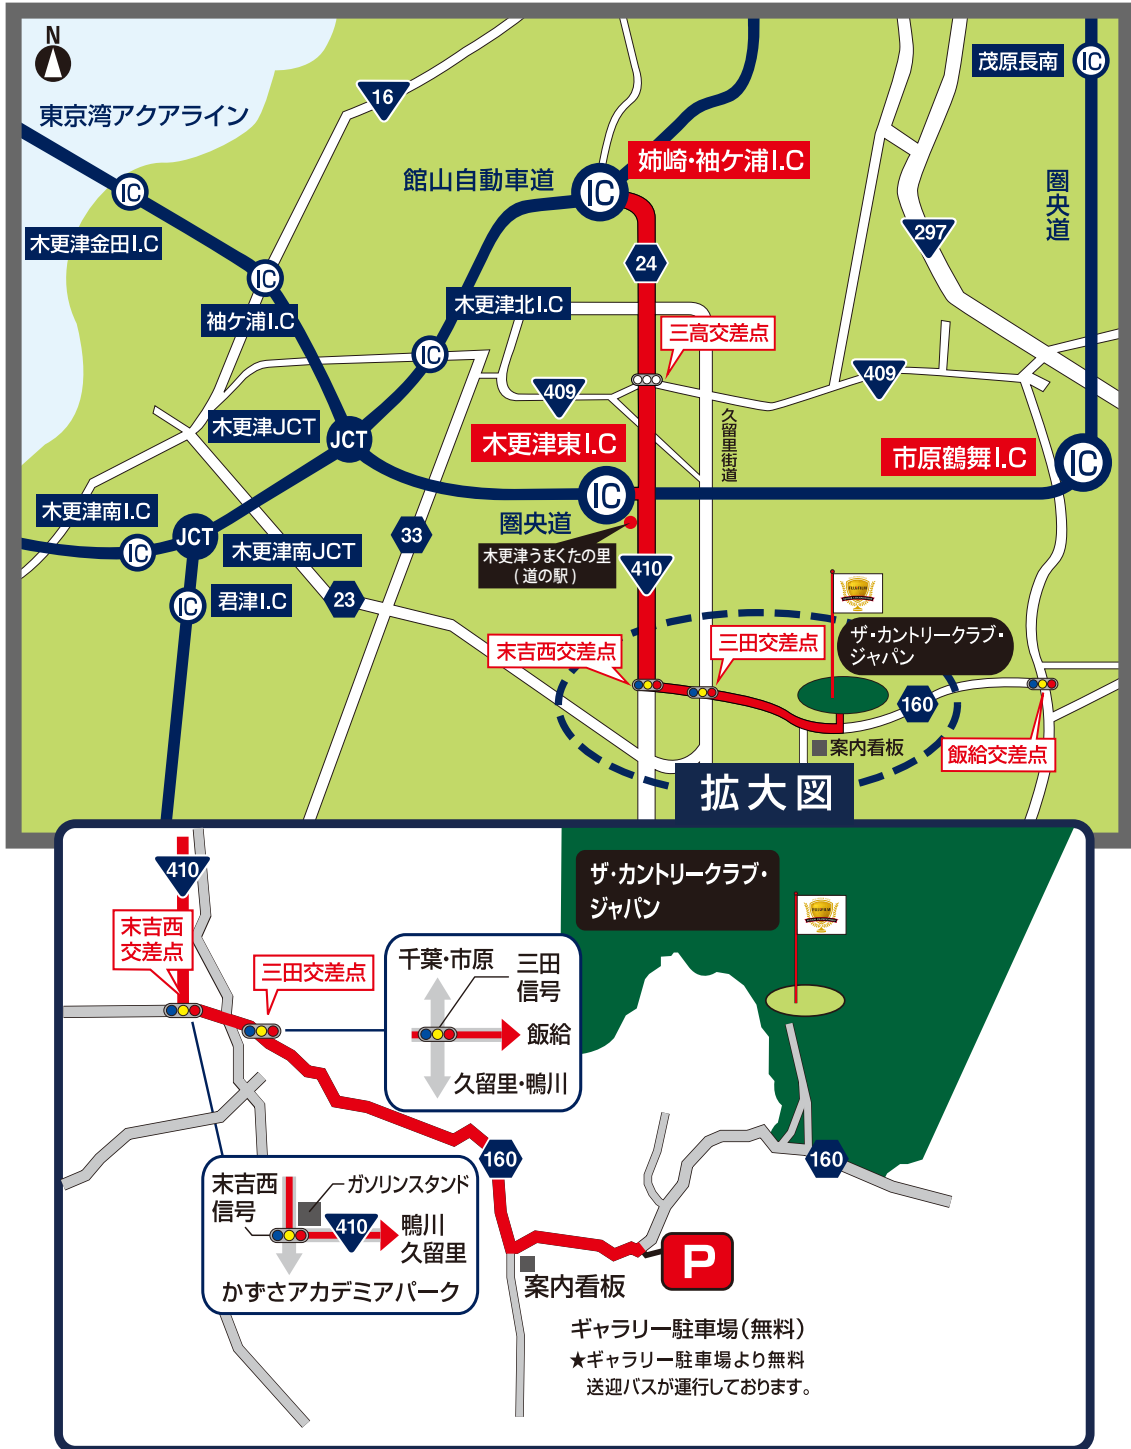 N
東京湾アクアライン
16
茂原長南
IC
姉崎・袖ケ浦I.C
館山自動車道
IC
IC
圏央道
木更津金田I.C
297
24
IC
木更津北I.C
袖ケ浦I.C
三高交差点
IC
409
409
久留里街道
木更津JCT
JCT
木更津東I.C
市原鶴舞I.C
IC
IC
木更津南I.C
圏央道
JCT
33
IC
木更津南JCT
木更津うまくたの里
(道の駅)
410
23
君津I.C
IC
末吉西交差点
三田交差点
ザ・カントリークラブ・
ジャパン
160
案内看板
飯給交差点
拡大図
410
ザ・カントリークラブ・
ジャパン
末吉西
交差点
三田交差点
千葉・市原
三田
信号
飯給
久留里・鴨川
160
160
末吉西
信号
ガソリンスタンド
410
鴨川
久留里
かずさアカデミアパーク
P
案内看板
ギャラリー駐車場(無料)
★ギャラリー駐車場より無料
送迎バスが運行しております。